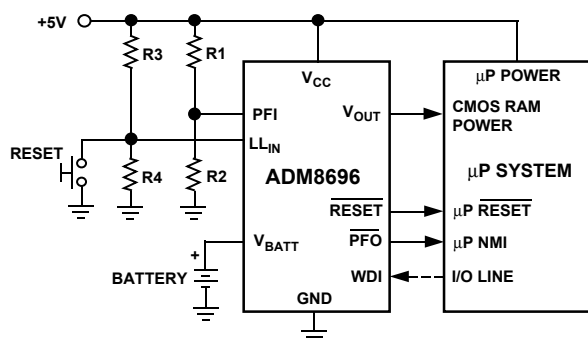 +5V
R3
R1
VCC
µP POWER
PFI
VOUT
CMOS RAM
POWER
LLIN
RESET
R4
R2
ADM8696
µP SYSTEM
RESET
µP RESET
VBATT
PFO
µP NMI
+
BATTERY
WDI
I/O LINE
GND